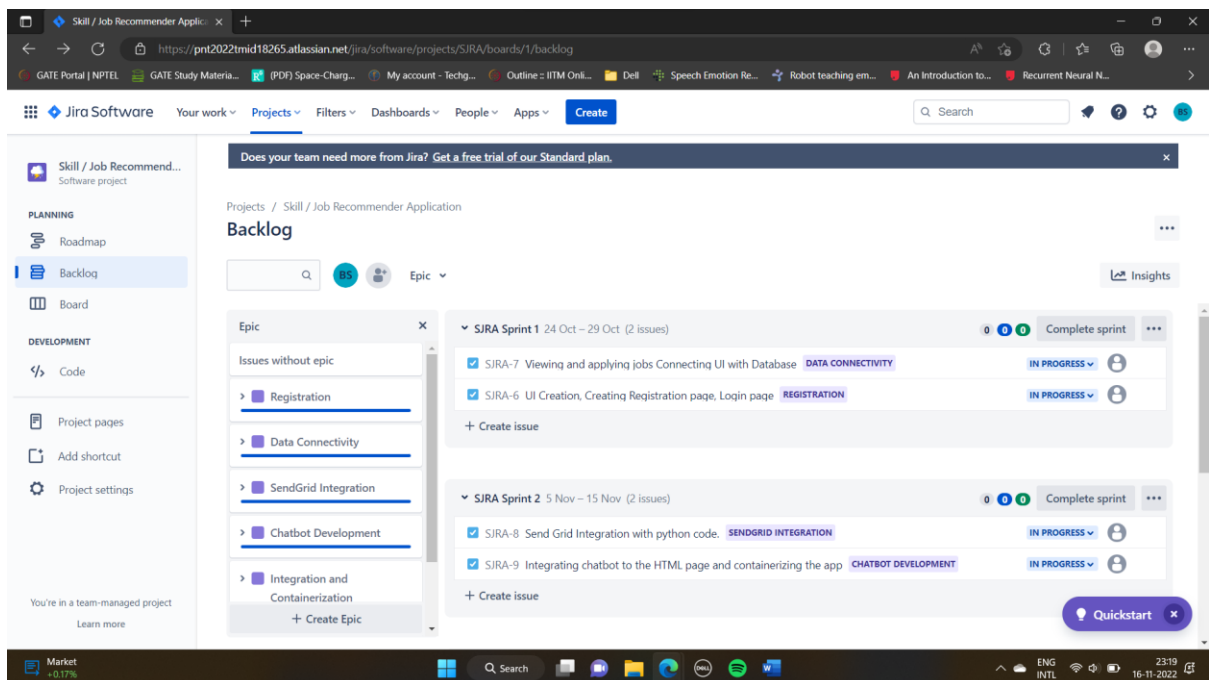 Skill / Job Recommender Applic
https://pnt2022tmid18265.atlassian.net/jira/software/projects/SJRA/boards/1/backlog
GATE Portal | NPTEL GATE Study Materia... (PDF) Space-Charg... My account - Techg... Outline :: IITM Onli... Dell Speech Emotion Re... Robot teaching em... An Introduction to... Recurrent Neural N...
Jira Software Your work Projects Filters Dashboards People Apps Create Search BS
Does your team need more from Jira? Get a free trial of our Standard plan.
Skill / Job Recommend...
Software project
PLANNING
Roadmap
Backlog
Board
DEVELOPMENT
Code
Project pages
Add shortcut
Project settings
You're in a team-managed project
Learn more
Projects / Skill / Job Recommender Application
Backlog
BS Epic Insights
Epic
Issues without epic
Registration
Data Connectivity
SendGrid Integration
Chatbot Development
Integration and
Containerization
+ Create Epic
SJRA Sprint 1 24 Oct – 29 Oct (2 issues) 0 0 0 Complete sprint
SJRA-7 Viewing and applying jobs Connecting UI with Database DATA CONNECTIVITY IN PROGRESS
SJRA-6 UI Creation, Creating Registration page, Login page REGISTRATION IN PROGRESS
+ Create issue
SJRA Sprint 2 5 Nov – 15 Nov (2 issues) 0 0 0 Complete sprint
SJRA-8 Send Grid Integration with python code. SENDGRID INTEGRATION IN PROGRESS
SJRA-9 Integrating chatbot to the HTML page and containerizing the app CHATBOT DEVELOPMENT IN PROGRESS
+ Create issue
Quickstart
Market
+0.17%
Search
DELL
ENG
INTL
23:19
16-11-2022